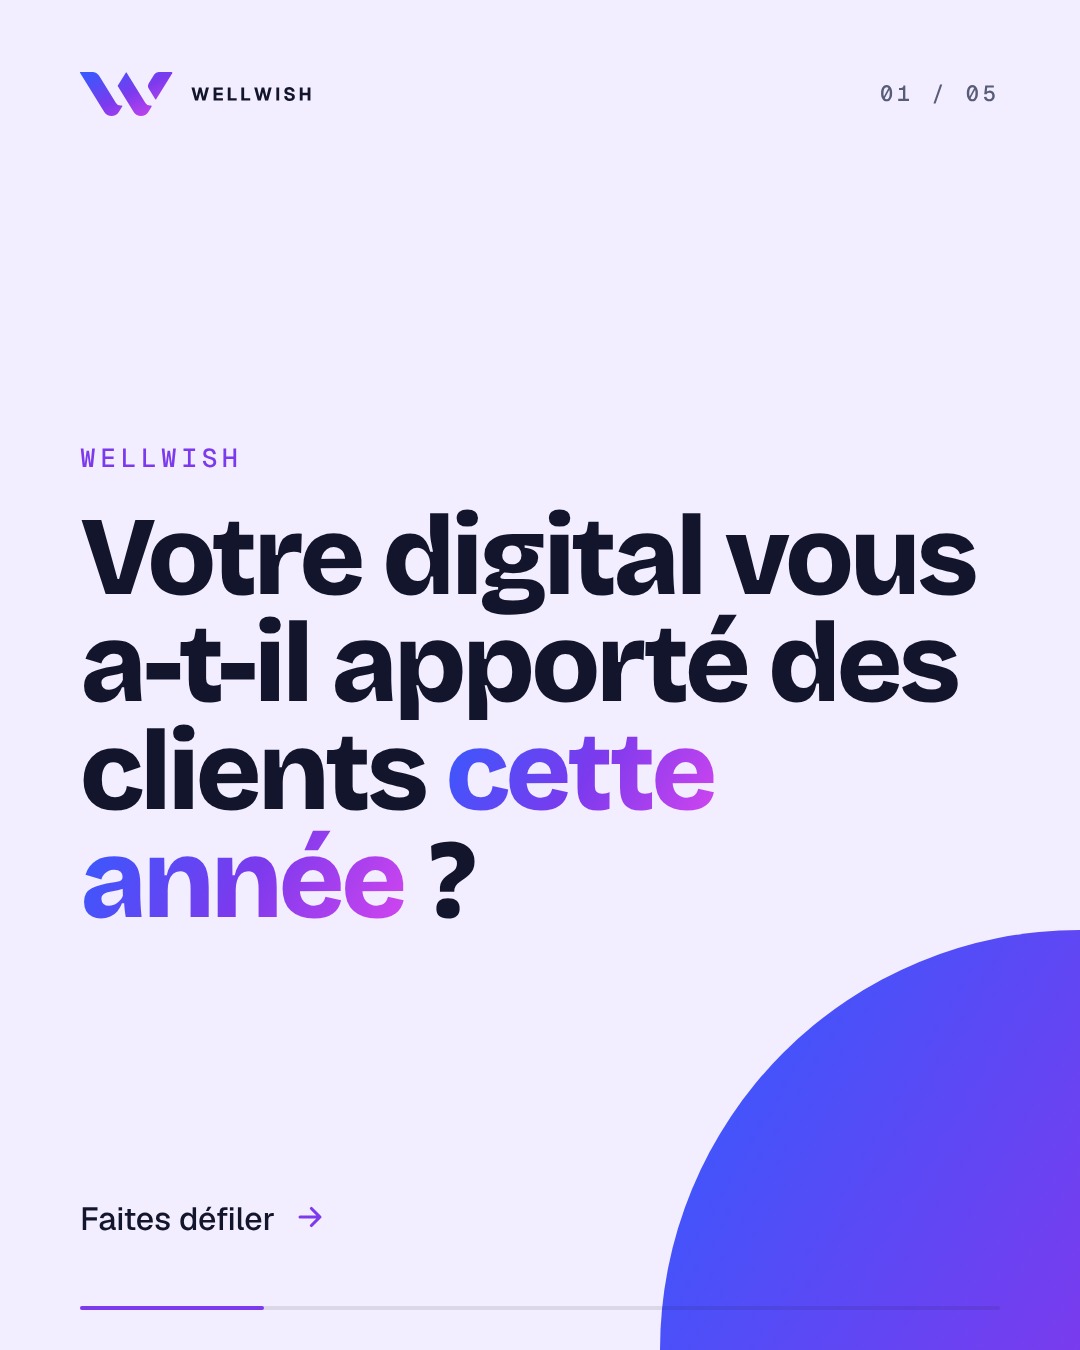 WELLWISH
01 / 05
WELLWISH
Votre digital vous
a-t-il apporté des
clients cette
année ?
Faites défiler →